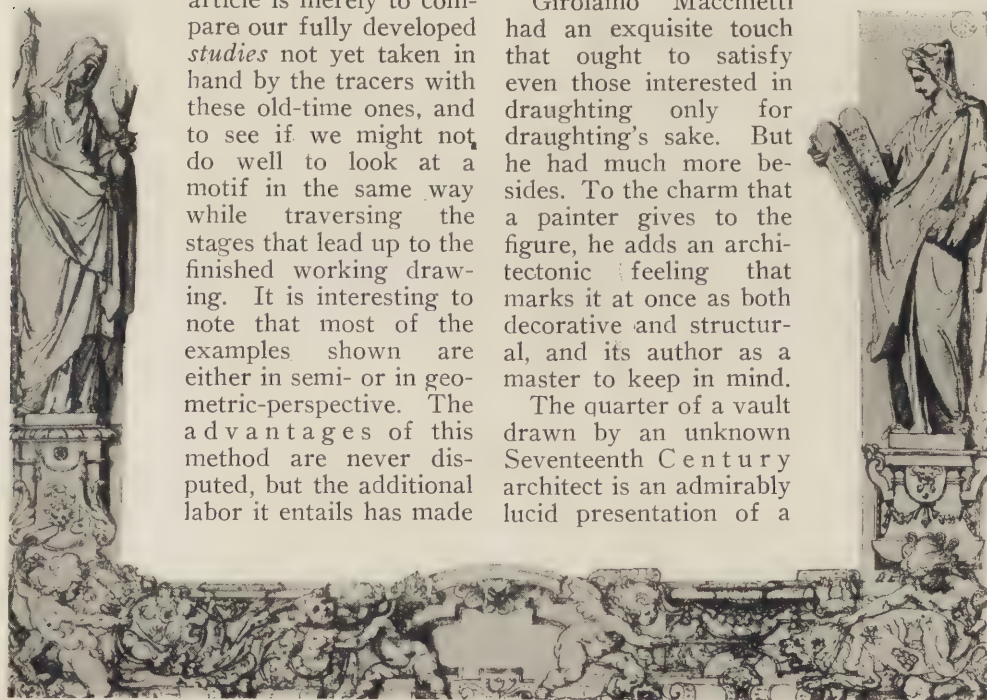 article is merely to com-
pare our fully developed
studies not yet taken in
hand by the tracers with
these old-time ones, and
to see if we might not
do well to look at a
motif in the same way
while traversing the
stages that lead up to the
finished working draw-
ing. It is interesting to
note that most of the
examples shown are
either in semi- or in geo-
metric-perspective. The
advantages of this
method are never dis-
puted, but the additional
labor it entails has made
Girolamo Macchietti
had an exquisite touch
that ought to satisfy
even those interested in
draughting only for
draughting's sake. But
he had much more be-
sides. To the charm that
a painter gives to the
figure, he adds an archi-
tectonic feeling that
marks it at once as both
decorative and structur-
al, and its author as a
master to keep in mind.
The quarter of a vault
drawn by an unknown
Seventeenth Century
architect is an admirably
lucid presentation of a